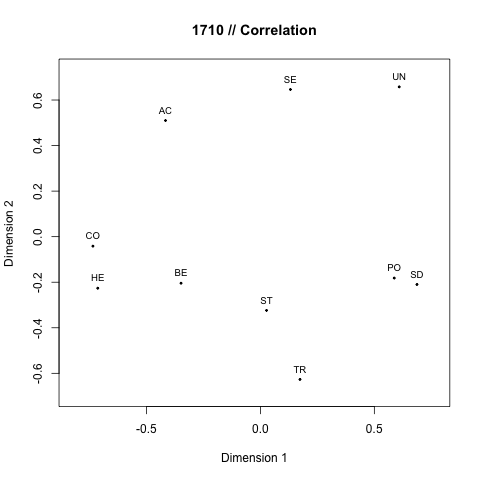 1710 // Correlation
SE
UN
AC
CO
HE
BE
PO
SD
ST
TR
0.6
0.4
0.2
0.0
-0.2
-0.4
-0.6
Dimension 2
-0.5
0.0
0.5
Dimension 1